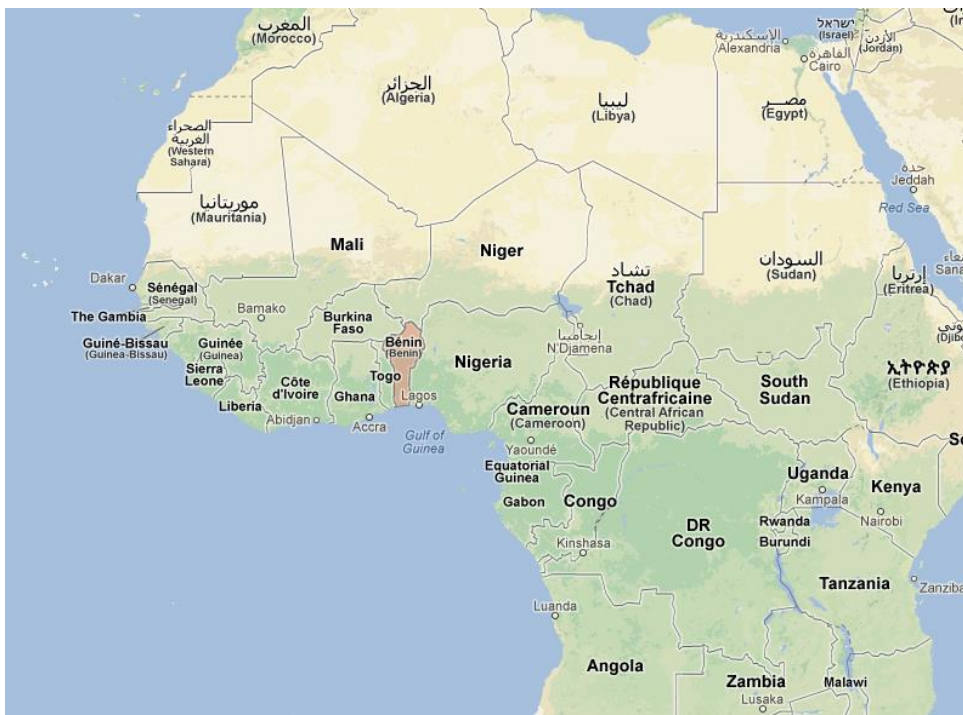 المغرب
(Morocco)
الجزائر
(Algeria)
ليبيا
(Libya)
الإسكندرية
Alexandria
القاهرة
Cairo
مصر
(Egypt)
ישראל
(Israel)
الأردن
(Jordan)
الصحراء
الغربية
(Western
Sahara)
موريتانيا
(Mauritania)
Mali
Niger
تشاد
Tchad
(Chad)
السودان
(Sudan)
جدة
Jeddah
Red Sea
إرتريا
(Eritrea)
Dakar
Sénégal
(Senegal)
The Gambia
Bamako
Guiné-Bissau
(Guinea-Bissau)
Guinée
(Guinea)
Sierra
Leone
Liberia
Côte
d'Ivoire
Abidjan
Burkina
Faso
Ghana
Accra
Togo
Bénin
(Benin)
Lagos
Nigeria
Gulf of
Guinea
إنجامينا
N'Djamena
Cameroun
(Cameroon)
Yaoundé
République
Centrafricaine
(Central African
Republic)
South
Sudan
ኢትዮጵያ
(Ethiopia)
Equatorial
Guinea
Gabon
Congo
Kinshasa
DR
Congo
Uganda
Kampala
Kenya
Nairobi
Rwanda
Burundi
Tanzania
Zanziba
Luanda
Angola
Zambia
Lusaka
Malawi